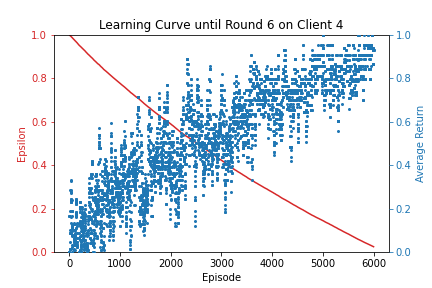 Learning Curve until Round 6 on Client 4
1.0 1.0
0.8 0.8
0.6 0.6
0.4 0.4
0.2 0.2
0.0 0.0
Epsilon
Average Return
0 1000 2000 3000 4000 5000 6000
Episode